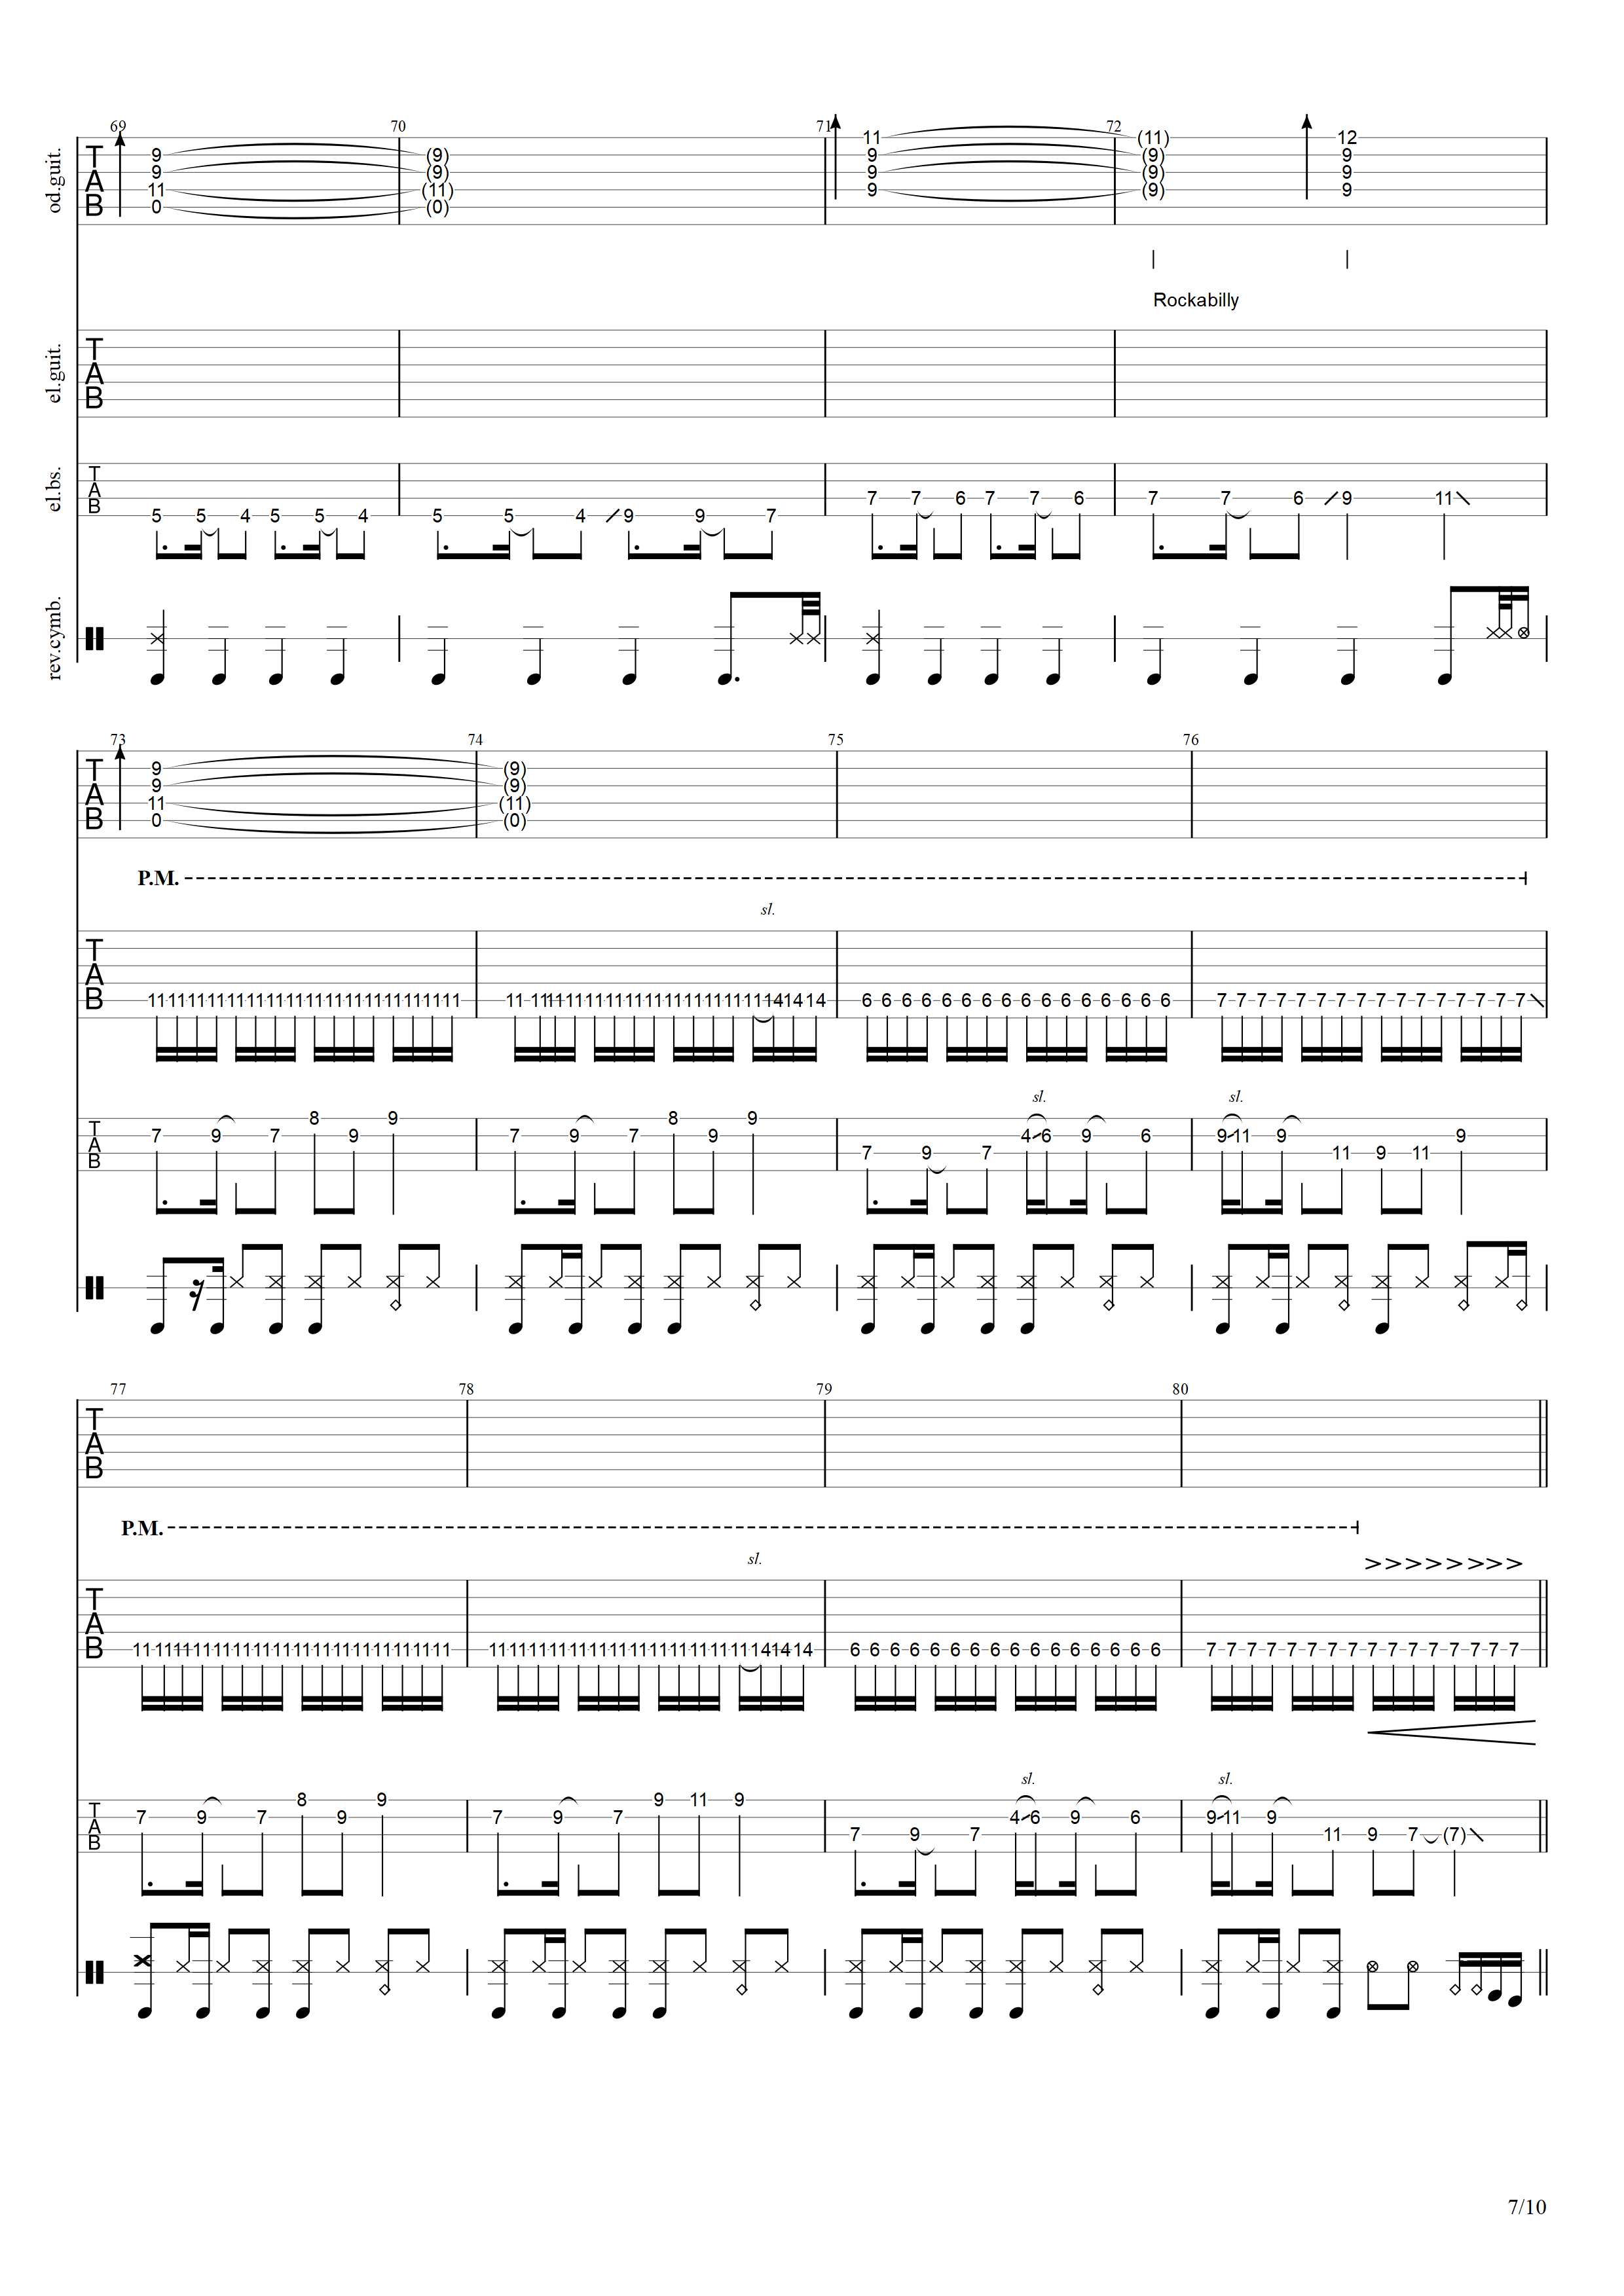 69 70 71 72
od.guit.
TAB
11 (11) 12
9 (9) 9 (9) 9
9 (9) 9 (9) 9
11 (11) 9 (9) 9
0 (0)
Rockabilly
el.guit.
TAB
el.bs.
TAB
7 7 6 7 7 6 7 7 6 9 11
5 5 4 5 5 4 5 5 4 9 9 7
rev.cymb.
73 74 75 76
TAB
9 (9)
9 (9)
11 (11)
0 (0)
P.M.
sl.
TAB
11 11 11 11 11 11 11 11 11 11 11 11 11 11 11 11 11 11 11 11 11 11 11 11 11 11 11 11 11 14 14 14 6 6 6 6 6 6 6 6 6 6 6 6 6 6 6 6 7 7 7 7 7 7 7 7 7 7 7 7 7 7 7 7
sl. sl.
TAB
8 9 8 9
7 9 7 9 7 9 7 9 4 6 9 6 9 11 9 9
7 9 7 11 9 11
77 78 79 80
TAB
P.M.
sl.
TAB
11 11 11 11 11 11 11 11 11 11 11 11 11 11 11 11 11 11 11 11 11 11 11 11 11 11 11 11 11 14 14 14 6 6 6 6 6 6 6 6 6 6 6 6 6 6 6 6 7 7 7 7 7 7 7 7 7 7 7 7 7 7 7 7
sl. sl.
TAB
8 9 9 11 9
7 9 7 9 7 9 7 4 6 9 6 9 11 9
7 9 7 11 9 7 (7)
7/10